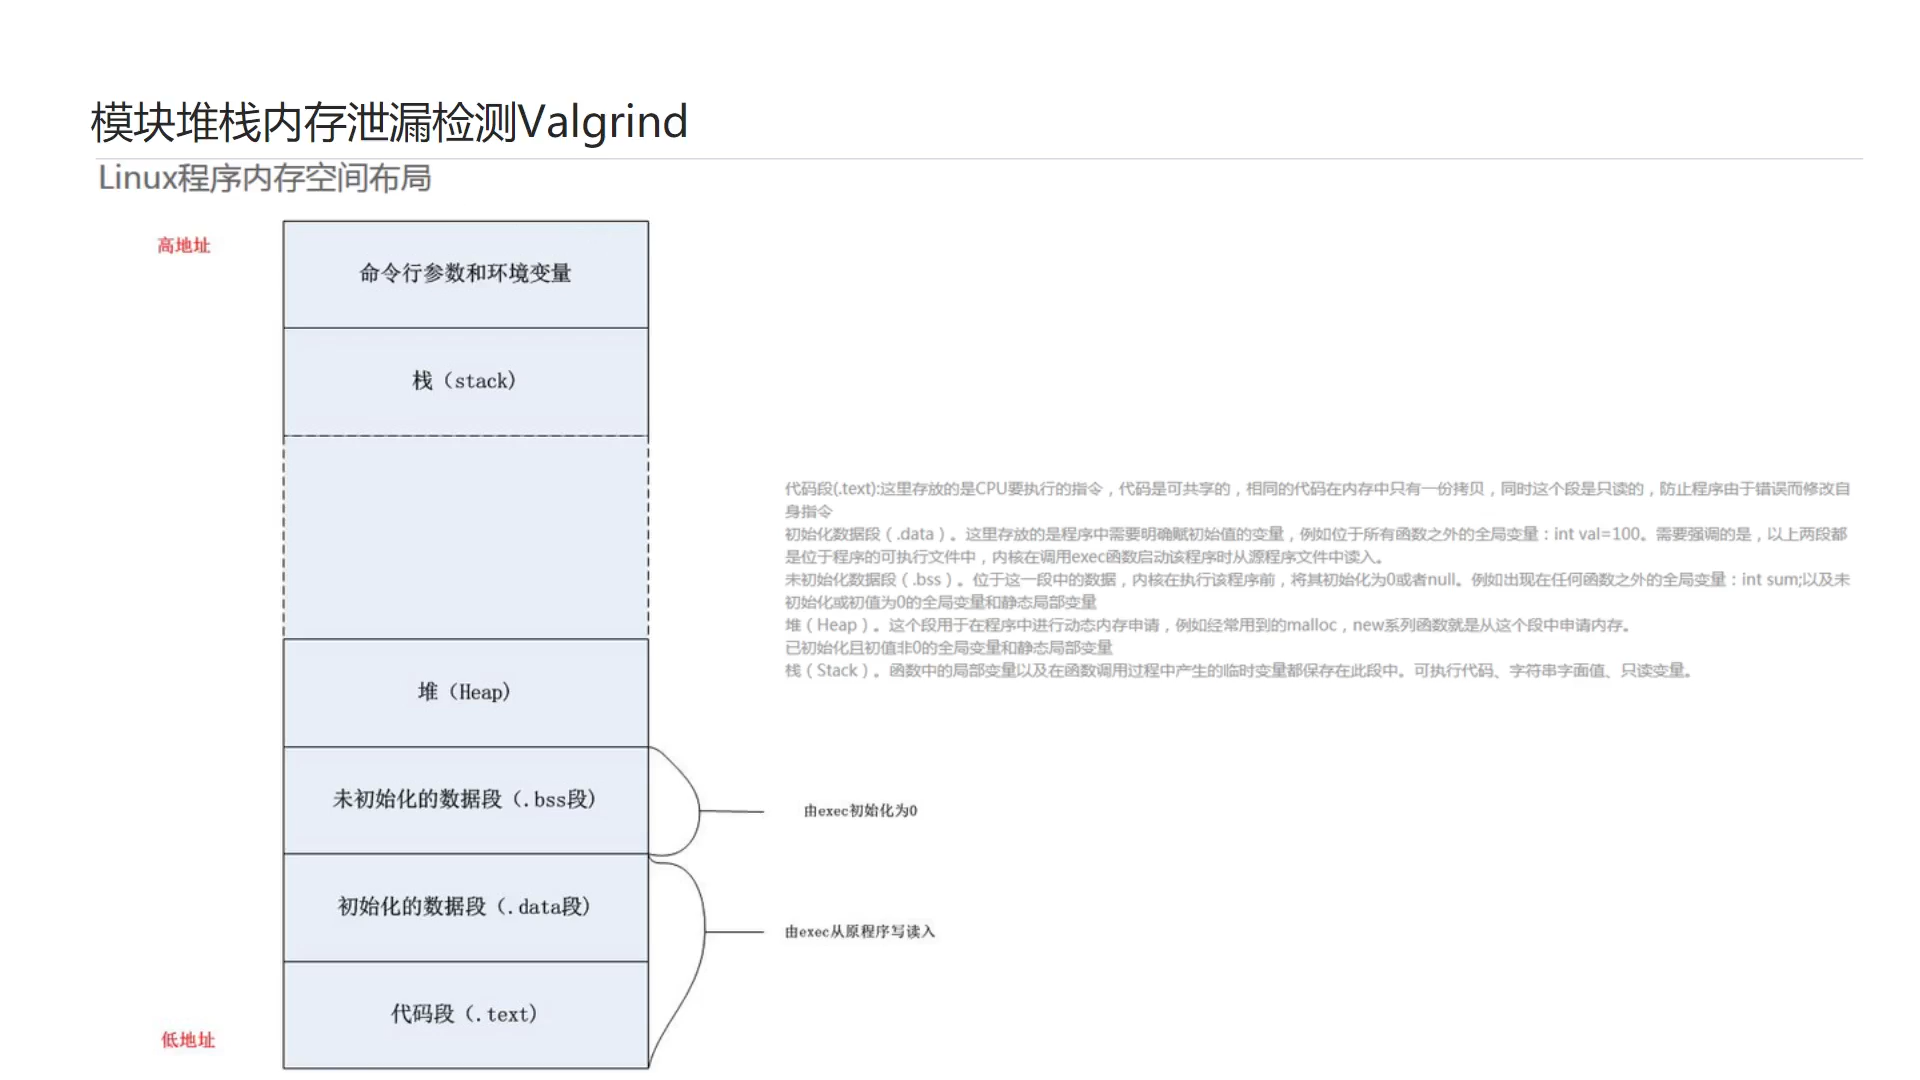 模块堆栈内存泄漏检测Valgrind
Linux程序内存空间布局
高地址
命令行参数和环境变量
栈（stack）
代码段(.text):这里存放的是CPU要执行的指令，代码是可共享的，相同的代码在内存中只有一份拷贝，同时这个段是只读的，防止程序由于错误而修改自
身指令
初始化数据段（.data）。这里存放的是程序中需要明确赋初始值的变量，例如位于所有函数之外的全局变量：int val=100。需要强调的是，以上两段都
是位于程序的可执行文件中，内核在调用exec函数启动该程序时从源程序文件中读入。
未初始化数据段（.bss）。位于这一段中的数据，内核在执行该程序前，将其初始化为0或者null。例如出现在任何函数之外的全局变量：int sum;以及未
初始化或初值为0的全局变量和静态局部变量
堆（Heap）。这个段用于在程序中进行动态内存申请，例如经常用到的malloc，new系列函数就是从这个段中申请内存。
已初始化且初值非0的全局变量和静态局部变量
栈（Stack）。函数中的局部变量以及在函数调用过程中产生的临时变量都保存在此段中。可执行代码、字符串字面值、只读变量。
堆（Heap）
未初始化的数据段（.bss段）
由exec初始化为0
初始化的数据段（.data段）
由exec从原程序写读入
代码段（.text）
低地址